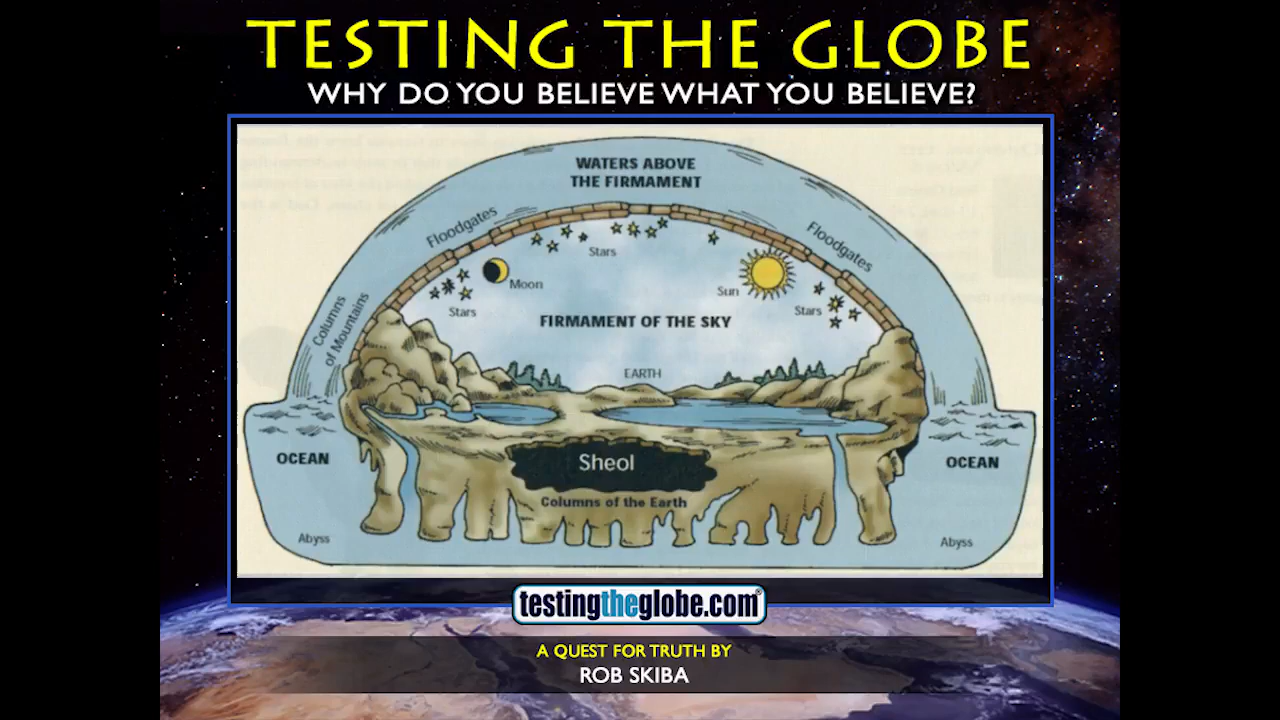 TESTING THE GLOBE
WHY DO YOU BELIEVE WHAT YOU BELIEVE?
WATERS ABOVE
THE FIRMAMENT
Floodgates
Floodgates
Stars
Moon
Sun
Stars
Stars
Columns
of Mountains
FIRMAMENT OF THE SKY
EARTH
OCEAN
Sheol
OCEAN
Columns of the Earth
Abyss
Abyss
testingtheglobe.com®
A QUEST FOR TRUTH BY
ROB SKIBA